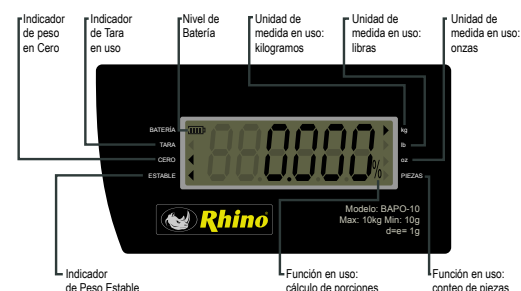 Indicador
de peso
en Cero
Indicador
de Tara
en uso
Nivel de
Batería
Unidad de
medida en uso:
kilogramos
Unidad de
medida en uso:
libras
Unidad de
medida en uso:
onzas
BATERÍA
TARA
CERO
ESTABLE
0.000
%
kg
lb
oz
PIEZAS
Rhino
Modelo: BAPO-10
Max: 10kg Min: 10g
d=e= 1g
Indicador
de Peso Estable
Función en uso:
cálculo de porciones
Función en uso:
conteo de piezas